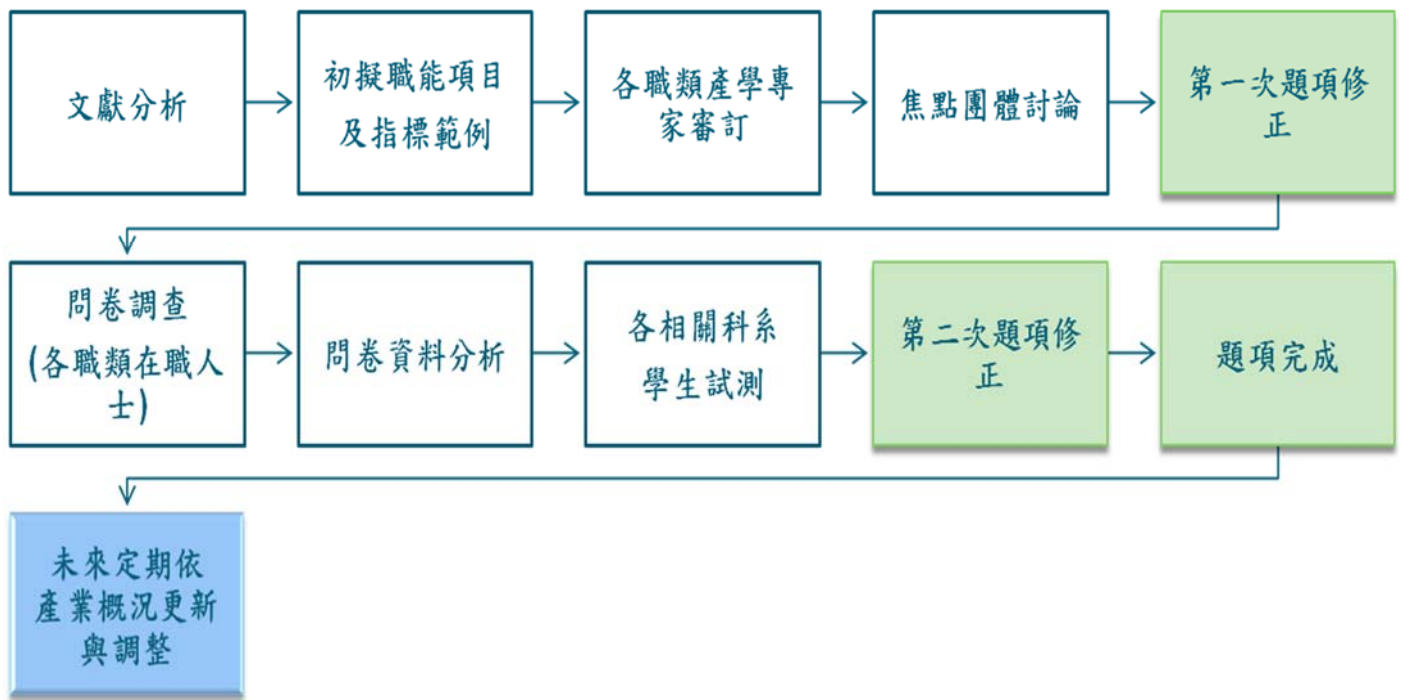 文獻分析
初擬職能項目
及指標範例
各職類產學專
家審訂
焦點團體討論
第一次題項修
正
問卷調查
(各職類在職人
士)
問卷資料分析
各相關科系
學生試測
第二次題項修
正
題項完成
未來定期依
產業概況更新
與調整